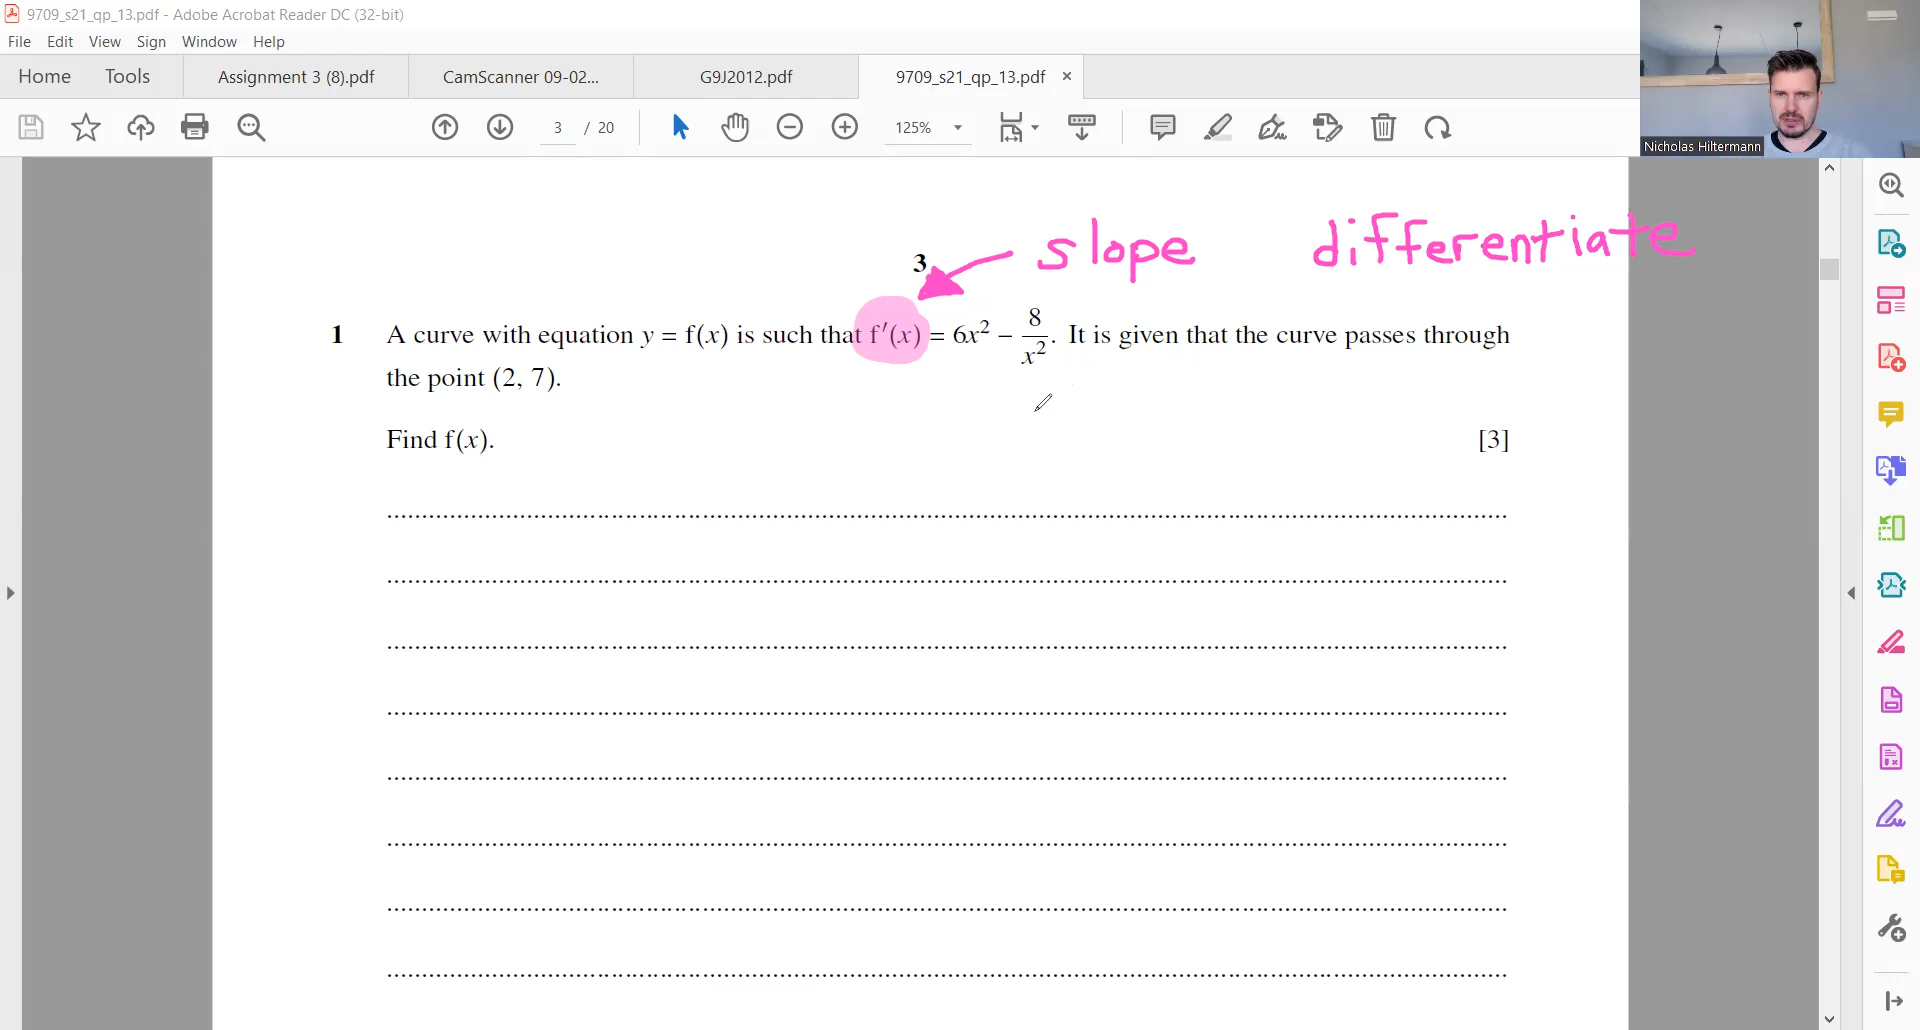 9709_s21_qp_13.pdf - Adobe Acrobat Reader DC (32-bit)
File Edit View Sign Window Help
Home Tools Assignment 3 (8).pdf CamScanner 09-02... G9J2012.pdf 9709_s21_qp_13.pdf ×
3 / 20 125%
Nicholas Hiltermann
slope differentiate
3
1 A curve with equation y = f(x) is such that f′(x) = 6x² − 8/x². It is given that the curve passes through
the point (2, 7).
Find f(x). [3]